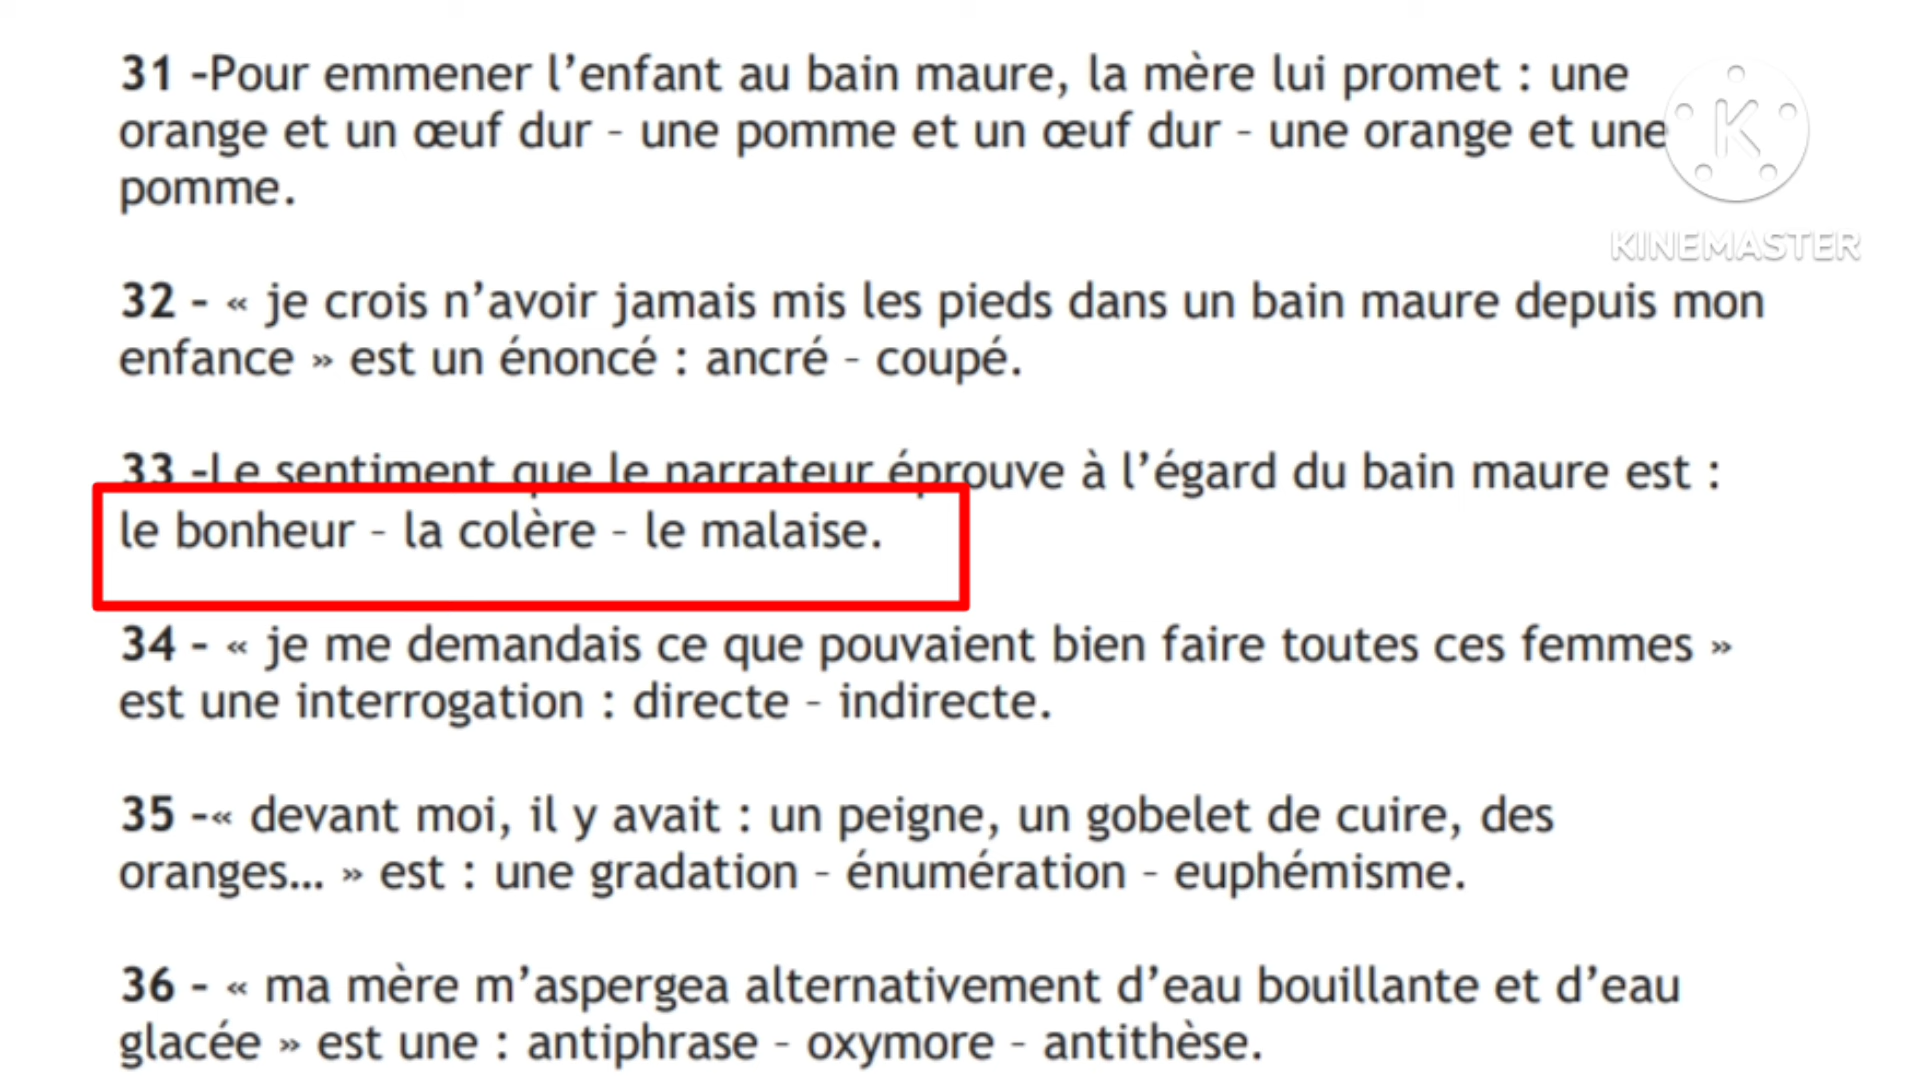 31 -Pour emmener l’enfant au bain maure, la mère lui promet : une
orange et un œuf dur – une pomme et un œuf dur – une orange et une
pomme.
KINEMASTER
32 – « je crois n’avoir jamais mis les pieds dans un bain maure depuis mon
enfance » est un énoncé : ancré – coupé.
33 -Le sentiment que le narrateur éprouve à l’égard du bain maure est :
le bonheur – la colère – le malaise.
34 – « je me demandais ce que pouvaient bien faire toutes ces femmes »
est une interrogation : directe – indirecte.
35 -« devant moi, il y avait : un peigne, un gobelet de cuire, des
oranges… » est : une gradation – énumération – euphémisme.
36 – « ma mère m’aspergea alternativement d’eau bouillante et d’eau
glacée » est une : antiphrase – oxymore – antithèse.